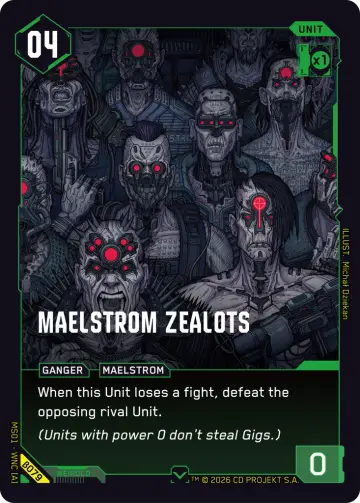 04
UNIT
x1
ILLUST. Michał Dziekan
MAELSTROM ZEALOTS
GANGER
MAELSTROM
When this Unit loses a fight, defeat the
opposing rival Unit.
(Units with power 0 don't steal Gigs.)
0
β079
™ © 2026 CD PROJEKT S.A.